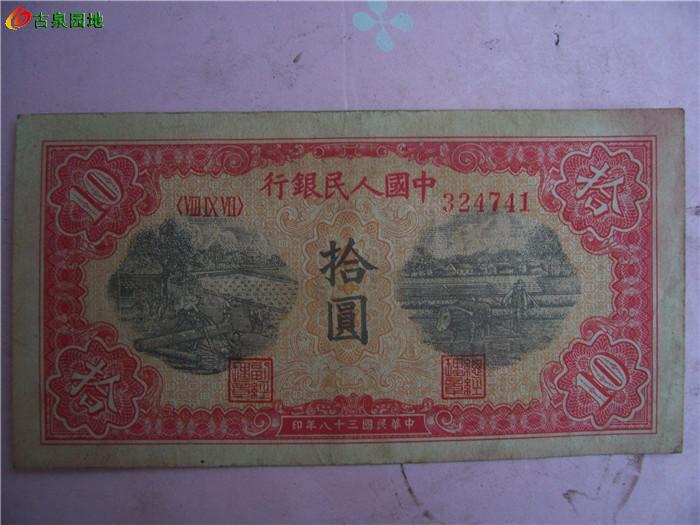 古泉园地
10
拾
行銀民人國中
〈VIII IX VII〉
324741
拾圓
拾
10
印年八十三國民華中